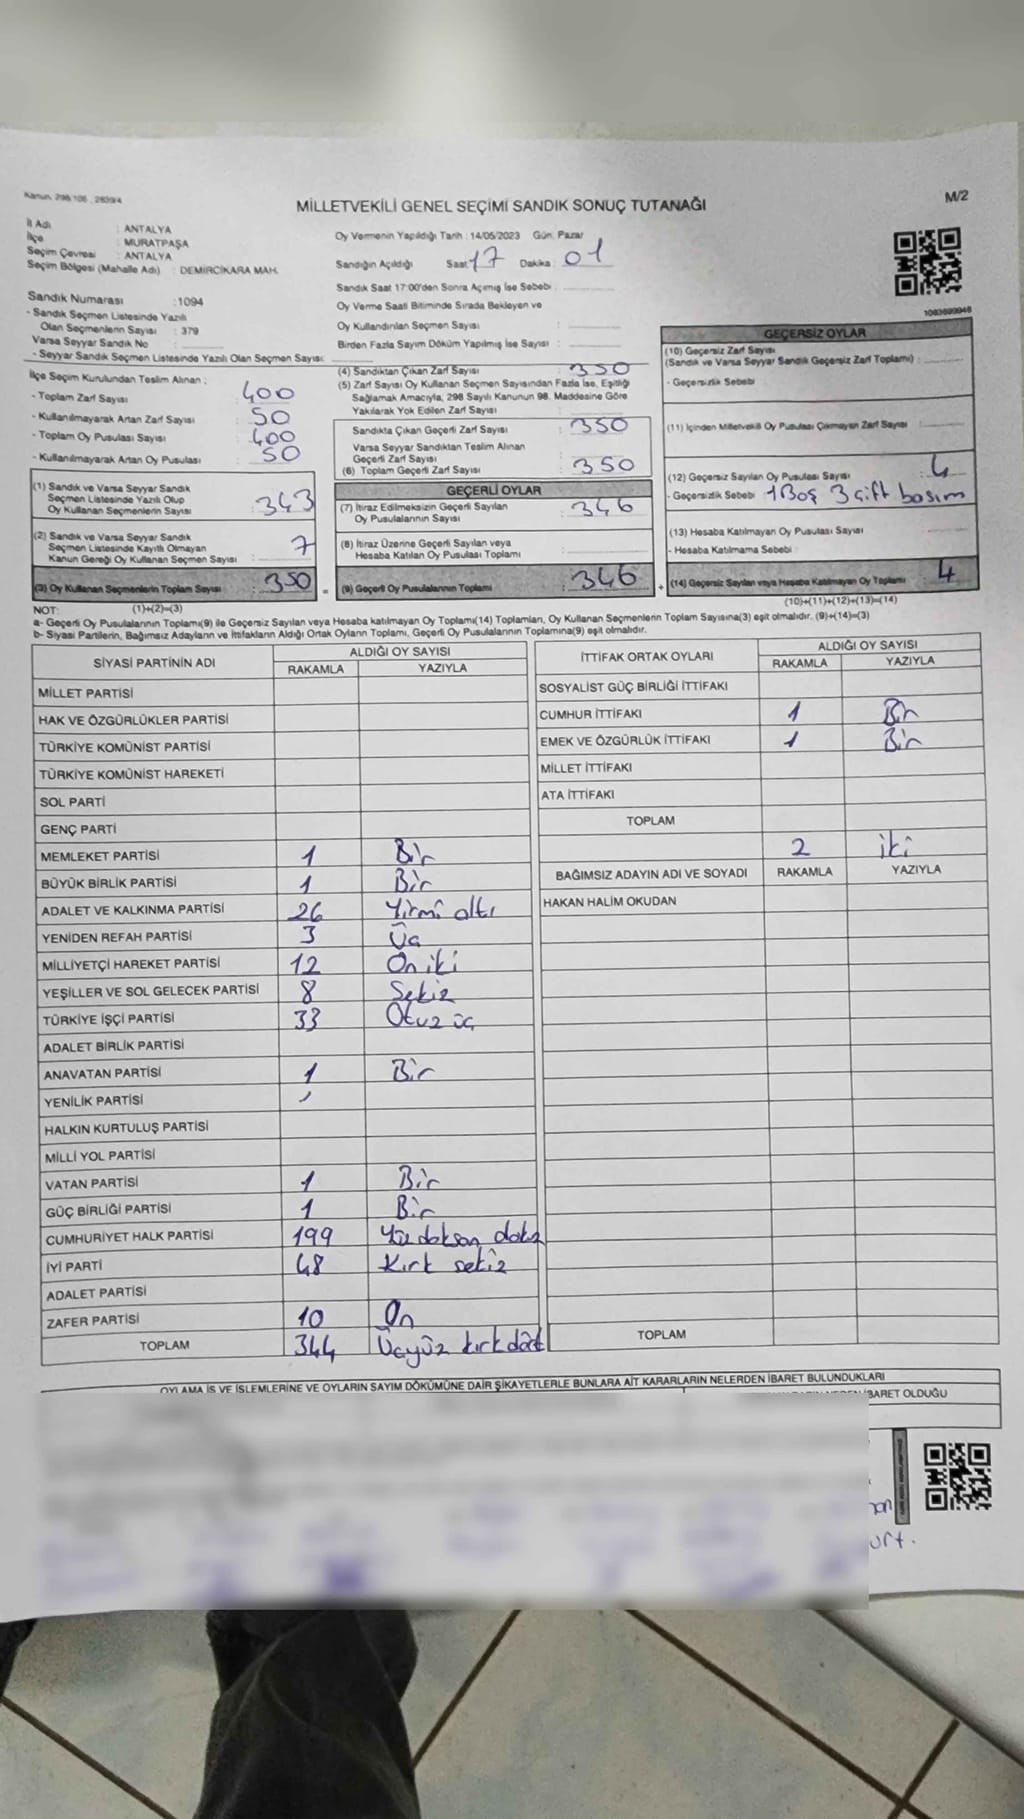 Kanun: 298/105 , 2839/4
M/2
MİLLETVEKİLİ GENEL SEÇİMİ SANDIK SONUÇ TUTANAĞI
İl Adı : ANTALYA
İlçe : MURATPAŞA
Seçim Çevresi : ANTALYA
Seçim Bölgesi (Mahalle Adı) : DEMİRCİKARA MAH.
Oy Vermenin Yapıldığı Tarih : 14/05/2023 Gün: Pazar
Sandığın Açıldığı Saat 17 Dakika : 01
Sandık Saat 17:00'den Sonra Açılmış İse Sebebi :
Oy Verme Saati Bitiminde Sırada Bekleyen ve
Oy Kullandırılan Seçmen Sayısı :
Birden Fazla Sayım Döküm Yapılmış İse Sayısı :
1083699948
Sandık Numarası : 1094
- Sandık Seçmen Listesinde Yazılı
Olan Seçmenlerin Sayısı : 379
Varsa Seyyar Sandık No :
- Seyyar Sandık Seçmen Listesinde Yazılı Olan Seçmen Sayısı:
İlçe Seçim Kurulundan Teslim Alınan ;
- Toplam Zarf Sayısı : 400
- Kullanılmayarak Artan Zarf Sayısı : 50
- Toplam Oy Pusulası Sayısı : 400
- Kullanılmayarak Artan Oy Pusulası : 50
(1) Sandık ve Varsa Seyyar Sandık
Seçmen Listesinde Yazılı Olup
Oy Kullanan Seçmenlerin Sayısı : 343
(2) Sandık ve Varsa Seyyar Sandık
Seçmen Listesinde Kayıtlı Olmayan
Kanun Gereği Oy Kullanan Seçmen Sayısı : 7
(3) Oy Kullanan Seçmenlerin Toplam Sayısı : 350
(4) Sandıktan Çıkan Zarf Sayısı : 350
(5) Zarf Sayısı Oy Kullanan Seçmen Sayısından Fazla İse, Eşitliği
Sağlamak Amacıyla, 298 Sayılı Kanunun 98. Maddesine Göre
Yakılarak Yok Edilen Zarf Sayısı :
Sandıkta Çıkan Geçerli Zarf Sayısı : 350
Varsa Seyyar Sandıktan Teslim Alınan
Geçerli Zarf Sayısı :
(6) Toplam Geçerli Zarf Sayısı : 350
GEÇERLİ OYLAR
(7) İtiraz Edilmeksizin Geçerli Sayılan
Oy Pusulalarının Sayısı : 346
(8) İtiraz Üzerine Geçerli Sayılan veya
Hesaba Katılan Oy Pusulası Toplamı :
= (9) Geçerli Oy Pusulalarının Toplamı : 346
GEÇERSİZ OYLAR
(10) Geçersiz Zarf Sayısı
(Sandık ve Varsa Seyyar Sandık Geçersiz Zarf Toplamı) :
- Geçersizlik Sebebi :
(11) İçinden Milletvekili Oy Pusulası Çıkmayan Zarf Sayısı :
(12) Geçersiz Sayılan Oy Pusulası Sayısı : 4
- Geçersizlik Sebebi : 1 Boş 3 çift basım
(13) Hesaba Katılmayan Oy Pusulası Sayısı :
- Hesaba Katılmama Sebebi :
+ (14) Geçersiz Sayılan veya Hesaba Katılmayan Oy Toplamı : 4
NOT: (1)+(2)=(3)
(10)+(11)+(12)+(13)=(14)
a- Geçerli Oy Pusulalarının Toplamı(9) ile Geçersiz Sayılan veya Hesaba katılmayan Oy Toplamı(14) Toplamları, Oy Kullanan Seçmenlerin Toplam Sayısına(3) eşit olmalıdır. (9)+(14)=(3)
b- Siyasi Partilerin, Bağımsız Adayların ve İttifakların Aldığı Ortak Oyların Toplamı, Geçerli Oy Pusulalarının Toplamına(9) eşit olmalıdır.
SİYASİ PARTİNİN ADI ALDIĞI OY SAYISI
RAKAMLA YAZIYLA
MİLLET PARTİSİ
HAK VE ÖZGÜRLÜKLER PARTİSİ
TÜRKİYE KOMÜNİST PARTİSİ
TÜRKİYE KOMÜNİST HAREKETİ
SOL PARTİ
GENÇ PARTİ
MEMLEKET PARTİSİ 1 Bir
BÜYÜK BİRLİK PARTİSİ 1 Bir
ADALET VE KALKINMA PARTİSİ 26 Yirmi altı
YENİDEN REFAH PARTİSİ 3 Üç
MİLLİYETÇİ HAREKET PARTİSİ 12 On iki
YEŞİLLER VE SOL GELECEK PARTİSİ 8 Sekiz
TÜRKİYE İŞÇİ PARTİSİ 33 Otuz üç
ADALET BİRLİK PARTİSİ
ANAVATAN PARTİSİ 1 Bir
YENİLİK PARTİSİ
HALKIN KURTULUŞ PARTİSİ
MİLLİ YOL PARTİSİ
VATAN PARTİSİ 1 Bir
GÜÇ BİRLİĞİ PARTİSİ 1 Bir
CUMHURİYET HALK PARTİSİ 199 Yüz doksan dokuz
İYİ PARTİ 48 Kırk sekiz
ADALET PARTİSİ
ZAFER PARTİSİ 10 On
TOPLAM 344 Üçyüz kırk dört
İTTİFAK ORTAK OYLARI ALDIĞI OY SAYISI
RAKAMLA YAZIYLA
SOSYALİST GÜÇ BİRLİĞİ İTTİFAKI
CUMHUR İTTİFAKI 1 Bir
EMEK VE ÖZGÜRLÜK İTTİFAKI 1 Bir
MİLLET İTTİFAKI
ATA İTTİFAKI
TOPLAM
2 iki
BAĞIMSIZ ADAYIN ADI VE SOYADI RAKAMLA YAZIYLA
HAKAN HALİM OKUDAN
TOPLAM
OYLAMA İŞ VE İŞLEMLERİNE VE OYLARIN SAYIM DÖKÜMÜNE DAİR ŞİKAYETLERLE BUNLARA AİT KARARLARIN NELERDEN İBARET BULUNDUKLARI
İBARET OLDUĞU